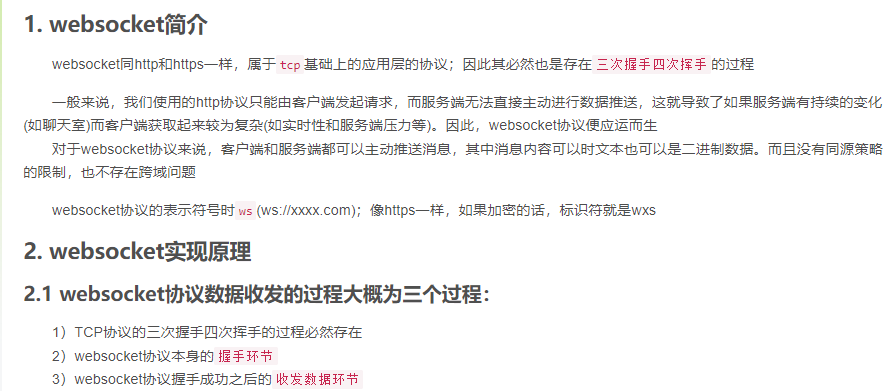 1. websocket简介
websocket同http和https一样，属于tcp基础上的应用层的协议；因此其必然也是存在三次握手四次挥手的过程
一般来说，我们使用的http协议只能由客户端发起请求，而服务端无法直接主动进行数据推送，这就导致了如果服务端有持续的变化
(如聊天室)而客户端获取起来较为复杂(如实时性和服务端压力等)。因此，websocket协议便应运而生
对于websocket协议来说，客户端和服务端都可以主动推送消息，其中消息内容可以时文本也可以是二进制数据。而且没有同源策略
的限制，也不存在跨域问题
websocket协议的表示符号时ws(ws://xxxx.com)；像https一样，如果加密的话，标识符就是wxs
2. websocket实现原理
2.1 websocket协议数据收发的过程大概为三个过程：
1）TCP协议的三次握手四次挥手的过程必然存在
2）websocket协议本身的握手环节
3）websocket协议握手成功之后的收发数据环节